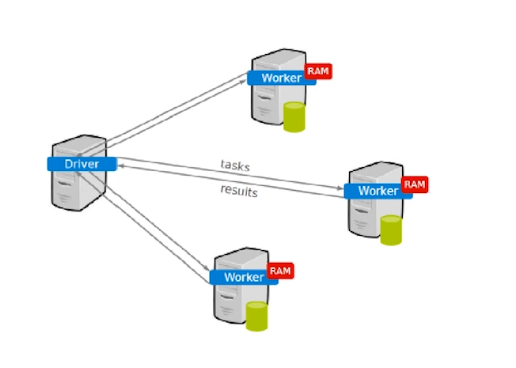 Worker
RAM
Driver
tasks
results
Worker
RAM
Worker
RAM